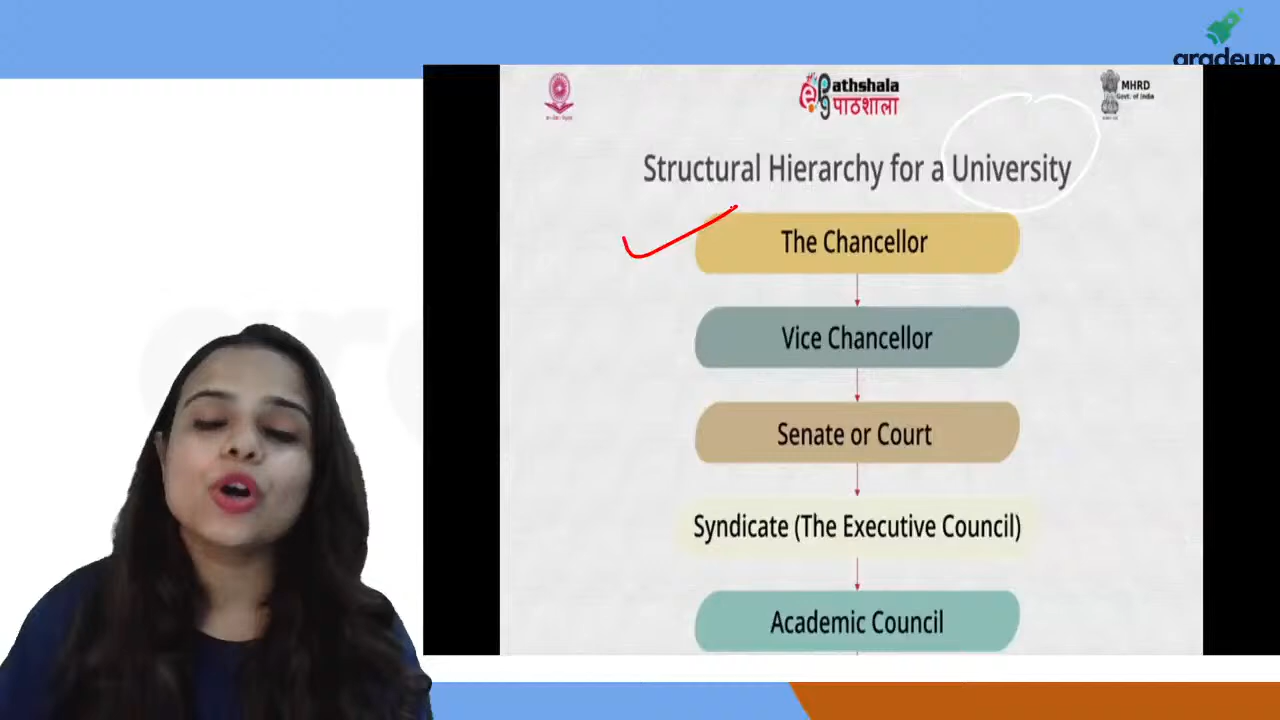 gradeup
ePGPathshala
पाठशाला
MHRD
Govt. of India
Structural Hierarchy for a University
The Chancellor
Vice Chancellor
Senate or Court
Syndicate (The Executive Council)
Academic Council